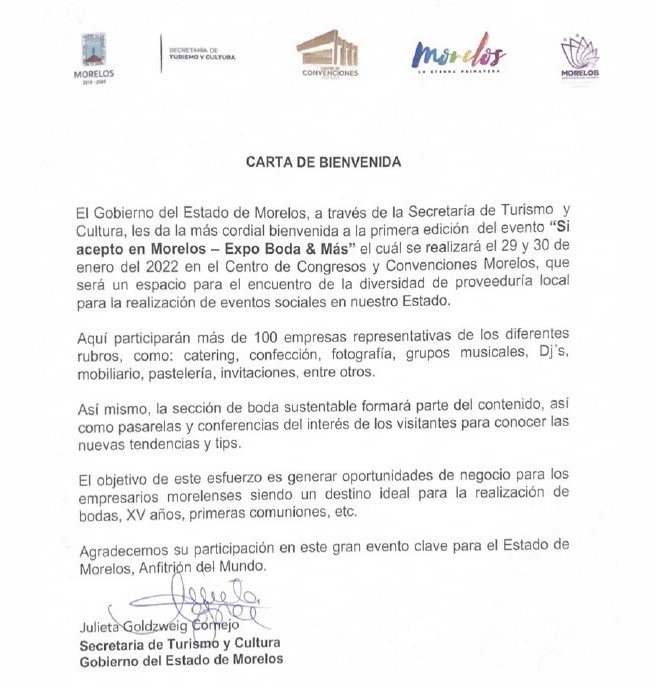 MORELOS
2018 - 2024
SECRETARÍA DE
TURISMO Y CULTURA
CENTRO DE
CONVENCIONES
MORELOS
Morelos
LA ETERNA PRIMAVERA
MORELOS
CARTA DE BIENVENIDA
El Gobierno del Estado de Morelos, a través de la Secretaría de Turismo y
Cultura, les da la más cordial bienvenida a la primera edición del evento “Si
acepto en Morelos – Expo Boda & Más” el cuál se realizará el 29 y 30 de
enero del 2022 en el Centro de Congresos y Convenciones Morelos, que
será un espacio para el encuentro de la diversidad de proveeduría local
para la realización de eventos sociales en nuestro Estado.
Aquí participarán más de 100 empresas representativas de los diferentes
rubros, como: catering, confección, fotografía, grupos musicales, Dj´s,
mobiliario, pastelería, invitaciones, entre otros.
Así mismo, la sección de boda sustentable formará parte del contenido, así
como pasarelas y conferencias del interés de los visitantes para conocer las
nuevas tendencias y tips.
El objetivo de este esfuerzo es generar oportunidades de negocio para los
empresarios morelenses siendo un destino ideal para la realización de
bodas, XV años, primeras comuniones, etc.
Agradecemos su participación en este gran evento clave para el Estado de
Morelos, Anfitrión del Mundo.
Julieta Goldzweig Cornejo
Secretaria de Turismo y Cultura
Gobierno del Estado de Morelos